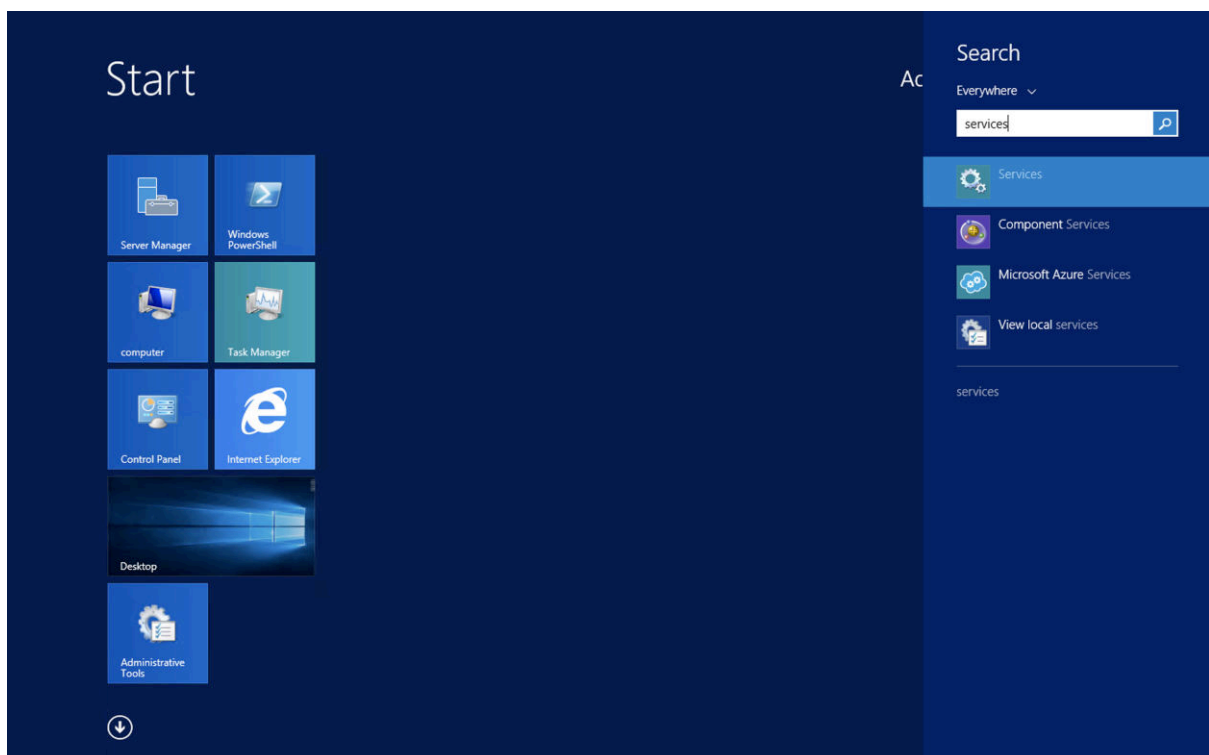 Start
Ac
Server Manager
Windows
PowerShell
computer
Task Manager
Control Panel
Internet Explorer
Desktop
Administrative
Tools
Search
Everywhere
services
Services
Component Services
Microsoft Azure Services
View local services
services